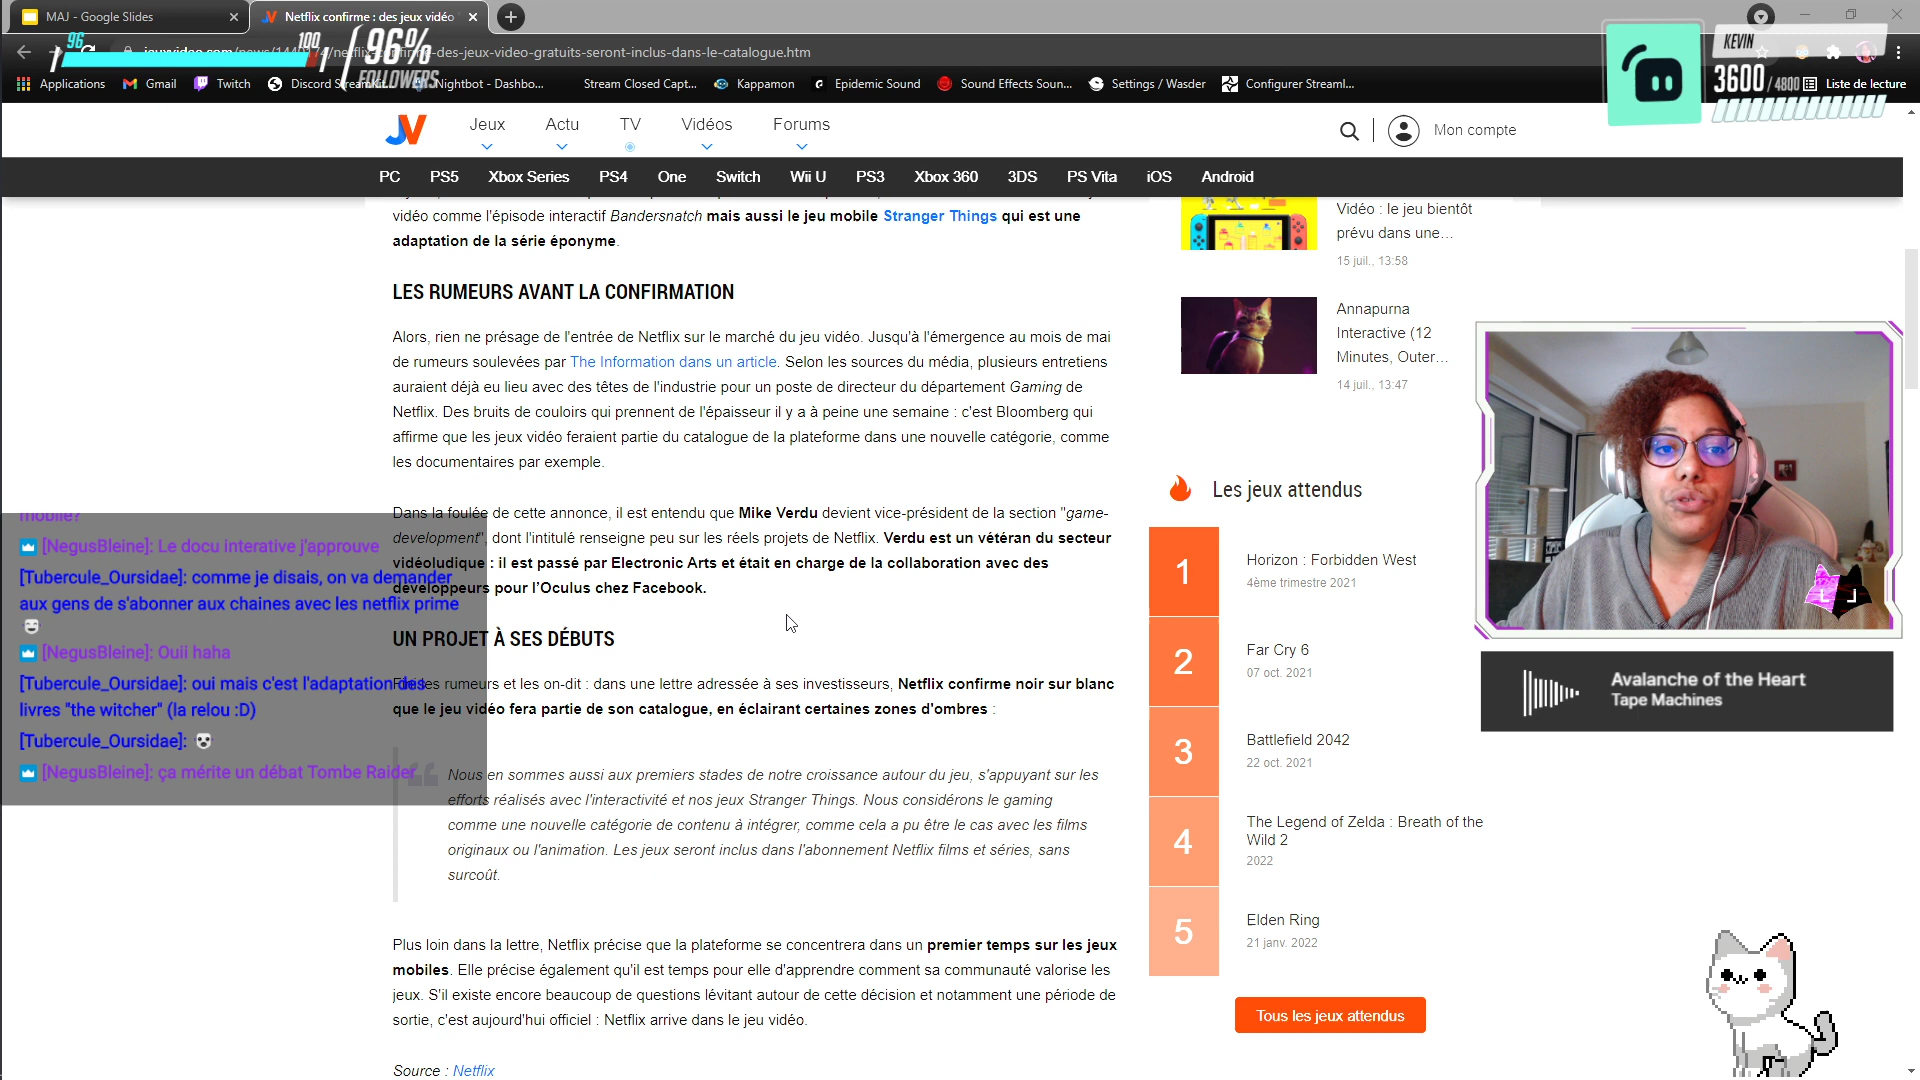 MAJ - Google Slides
Netflix confirme : des jeux vidéo
96
100
96%
FOLLOWERS
-des-jeux-video-gratuits-seront-inclus-dans-le-catalogue.htm
KEVIN
3600 / 4800
Applications
Gmail
Twitch
Discord
Nightbot - Dashbo...
Stream Closed Capt...
Kappamon
Epidemic Sound
Sound Effects Soun...
Settings / Wasder
Configurer Streaml...
Liste de lecture
JV
Jeux
Actu
TV
Vidéos
Forums
Mon compte
PC
PS5
Xbox Series
PS4
One
Switch
Wii U
PS3
Xbox 360
3DS
PS Vita
iOS
Android
vidéo comme l'épisode interactif Bandersnatch mais aussi le jeu mobile Stranger Things qui est une
adaptation de la série éponyme.
LES RUMEURS AVANT LA CONFIRMATION
Alors, rien ne présage de l'entrée de Netflix sur le marché du jeu vidéo. Jusqu'à l'émergence au mois de mai
de rumeurs soulevées par The Information dans un article. Selon les sources du média, plusieurs entretiens
auraient déjà eu lieu avec des têtes de l'industrie pour un poste de directeur du département Gaming de
Netflix. Des bruits de couloirs qui prennent de l'épaisseur il y a à peine une semaine : c'est Bloomberg qui
affirme que les jeux vidéo feraient partie du catalogue de la plateforme dans une nouvelle catégorie, comme
les documentaires par exemple.
Dans la foulée de cette annonce, il est entendu que Mike Verdu devient vice-président de la section "game-
development", dont l'intitulé renseigne peu sur les réels projets de Netflix. Verdu est un vétéran du secteur
vidéoludique : il est passé par Electronic Arts et était en charge de la collaboration avec des
développeurs pour l'Oculus chez Facebook.
UN PROJET À SES DÉBUTS
Fini les rumeurs et les on-dit : dans une lettre adressée à ses investisseurs, Netflix confirme noir sur blanc
que le jeu vidéo fera partie de son catalogue, en éclairant certaines zones d'ombres :
Nous en sommes aussi aux premiers stades de notre croissance autour du jeu, s'appuyant sur les
efforts réalisés avec l'interactivité et nos jeux Stranger Things. Nous considérons le gaming
comme une nouvelle catégorie de contenu à intégrer, comme cela a pu être le cas avec les films
originaux ou l'animation. Les jeux seront inclus dans l'abonnement Netflix films et séries, sans
surcoût.
Plus loin dans la lettre, Netflix précise que la plateforme se concentrera dans un premier temps sur les jeux
mobiles. Elle précise également qu'il est temps pour elle d'apprendre comment sa communauté valorise les
jeux. S'il existe encore beaucoup de questions lévitant autour de cette décision et notamment une période de
sortie, c'est aujourd'hui officiel : Netflix arrive dans le jeu vidéo.
Source : Netflix
mobile?
[NegusBleine]: Le docu interative j'approuve
[Tubercule_Oursidae]: comme je disais, on va demander
aux gens de s'abonner aux chaines avec les netflix prime
[NegusBleine]: Ouii haha
[Tubercule_Oursidae]: oui mais c'est l'adaptation des
livres "the witcher" (la relou :D)
[Tubercule_Oursidae]:
[NegusBleine]: ça mérite un débat Tombe Raider
Vidéo : le jeu bientôt
prévu dans une...
15 juil., 13:58
Annapurna
Interactive (12
Minutes, Outer...
14 juil., 13:47
Les jeux attendus
1
Horizon : Forbidden West
4ème trimestre 2021
2
Far Cry 6
07 oct. 2021
3
Battlefield 2042
22 oct. 2021
4
The Legend of Zelda : Breath of the
Wild 2
2022
5
Elden Ring
21 janv. 2022
Tous les jeux attendus
Avalanche of the Heart
Tape Machines